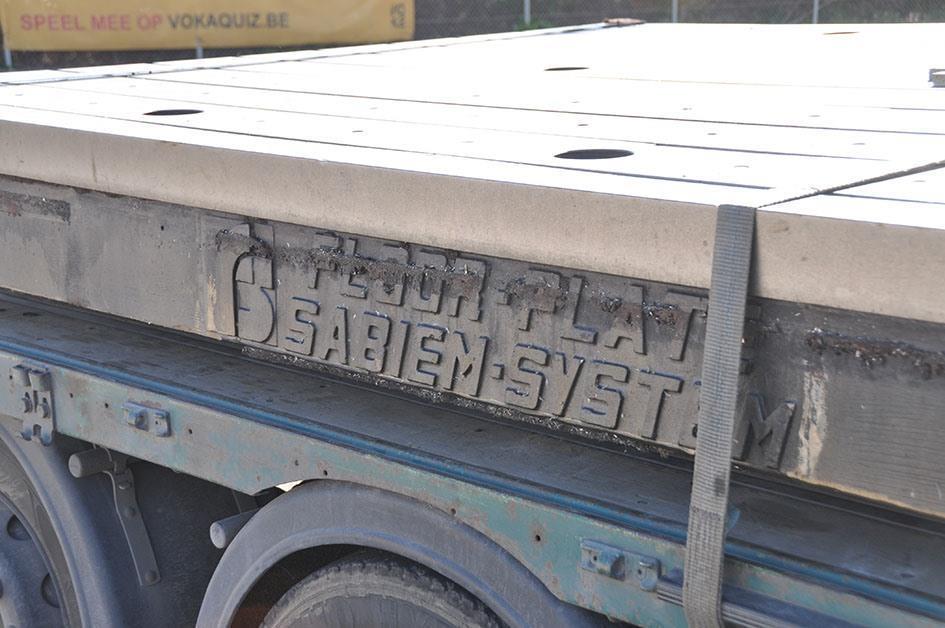 SPEEL MEE OP VOKAQUIZ.BE
FLOOR-PLATE
SABIEM-SYSTEM